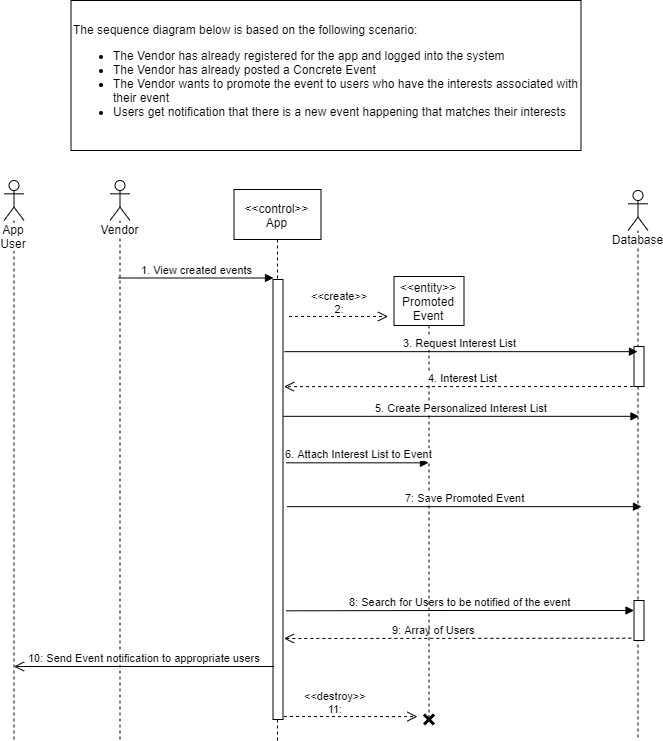 The sequence diagram below is based on the following scenario:
The Vendor has already registered for the app and logged into the system
The Vendor has already posted a Concrete Event
The Vendor wants to promote the event to users who have the interests associated with
their event
Users get notification that there is a new event happening that matches their interests
App
User
Vendor
<<control>>
App
Database
1. View created events
<<create>>
2:
<<entity>>
Promoted
Event
3. Request Interest List
4. Interest List
5. Create Personalized Interest List
6. Attach Interest List to Event
7: Save Promoted Event
8: Search for Users to be notified of the event
9: Array of Users
10: Send Event notification to appropriate users
<<destroy>>
11: